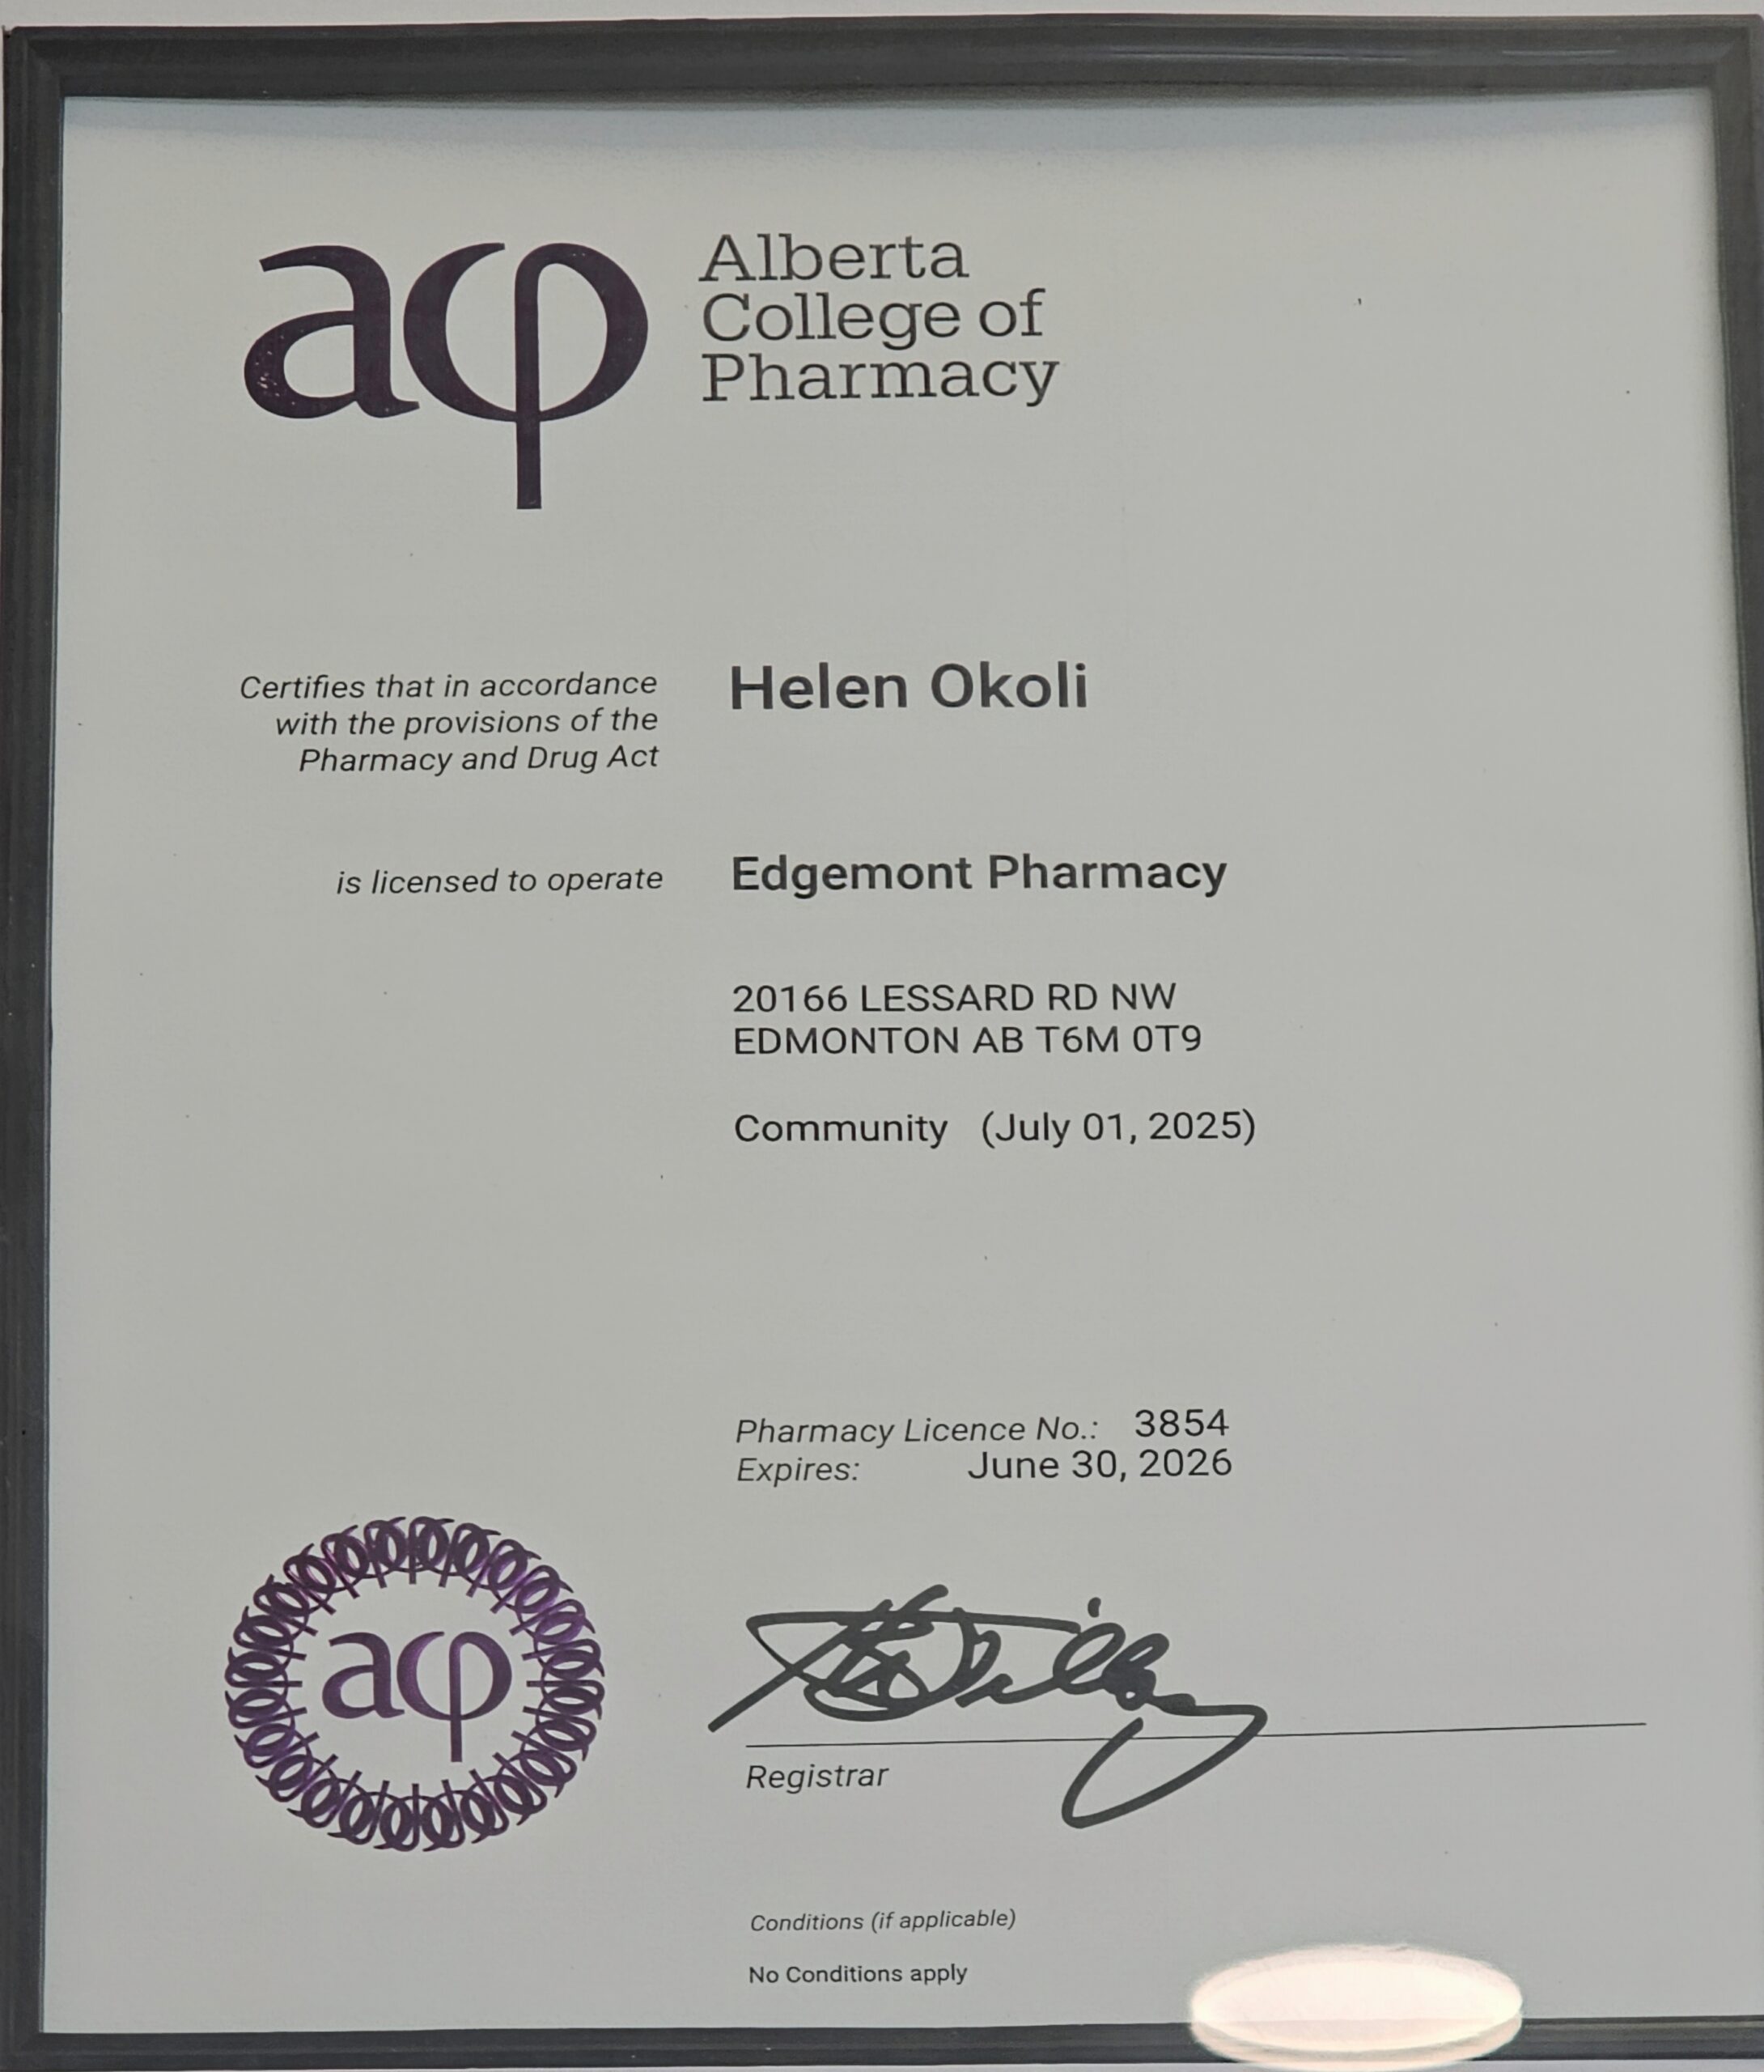 acp
Alberta
College of
Pharmacy
Certifies that in accordance
with the provisions of the
Pharmacy and Drug Act
Helen Okoli
is licensed to operate
Edgemont Pharmacy
20166 LESSARD RD NW
EDMONTON AB T6M 0T9
Community (July 01, 2025)
Pharmacy Licence No.: 3854
Expires: June 30, 2026
acp
Registrar
Conditions (if applicable)
No Conditions apply